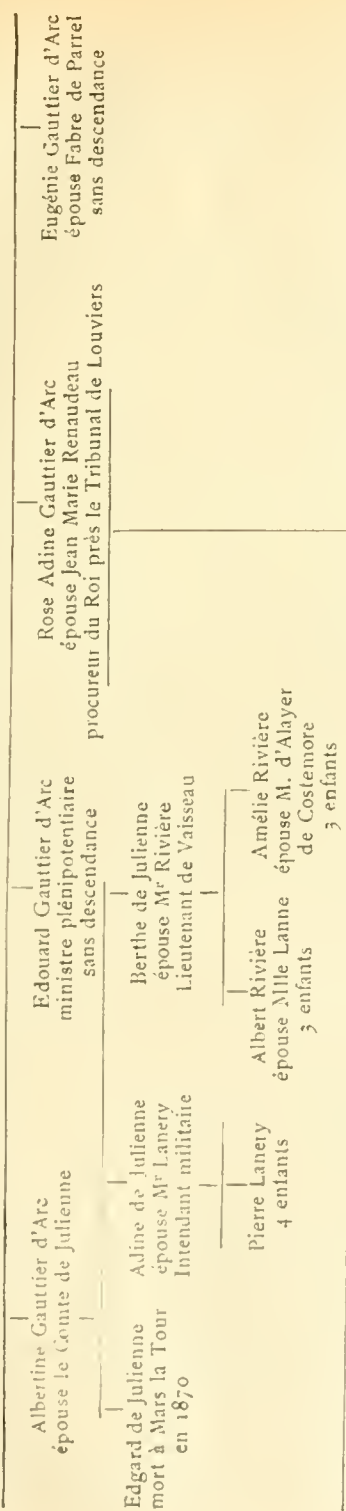 Albertine Gauttier d'Arc
épouse le Comte de Julienne
Edouard Gauttier d'Arc
ministre plénipotentiaire
sans descendance
Rose Adine Gauttier d'Arc
épouse Jean Marie Renaudeau
procureur du Roi près le Tribunal de Louviers
Eugénie Gauttier d'Arc
épouse Fabre de Parrel
sans descendance
Edgard de Julienne
mort à Mars la Tour
en 1870
Adine de Julienne
épouse Mr Lanery
Intendant militaire
Berthe de Julienne
épouse Mr Rivière
Lieutenant de Vaisseau
Pierre Lanery
4 enfants
Albert Rivière
épouse Mlle Lanne
3 enfants
Amélie Rivière
épouse M. d'Alayer
de Costemore
3 enfants